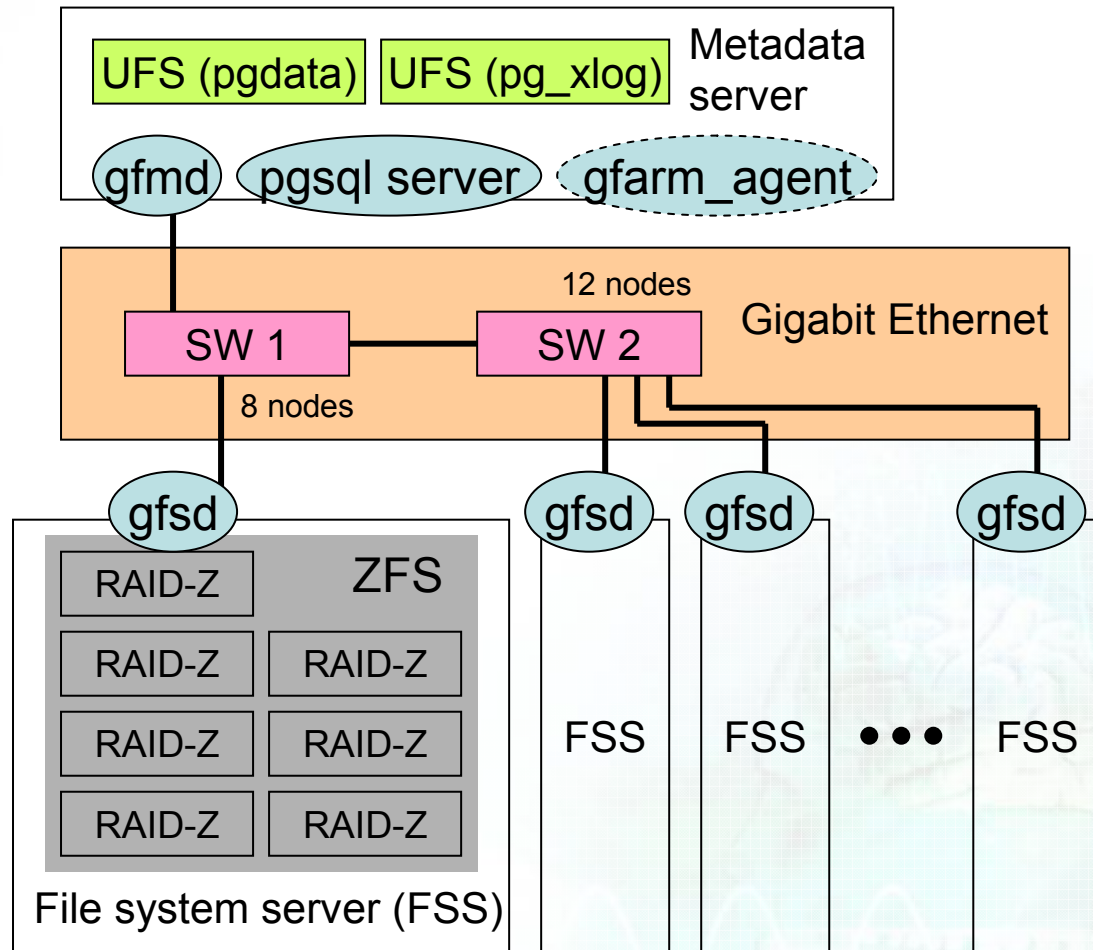 Metadata
server
UFS (pgdata)
UFS (pg_xlog)
gfmd
pgsql server
gfarm_agent
12 nodes
Gigabit Ethernet
SW 1
SW 2
8 nodes
gfsd
gfsd
gfsd
gfsd
ZFS
RAID-Z
RAID-Z
RAID-Z
RAID-Z
RAID-Z
RAID-Z
RAID-Z
FSS
FSS
•••
FSS
File system server (FSS)